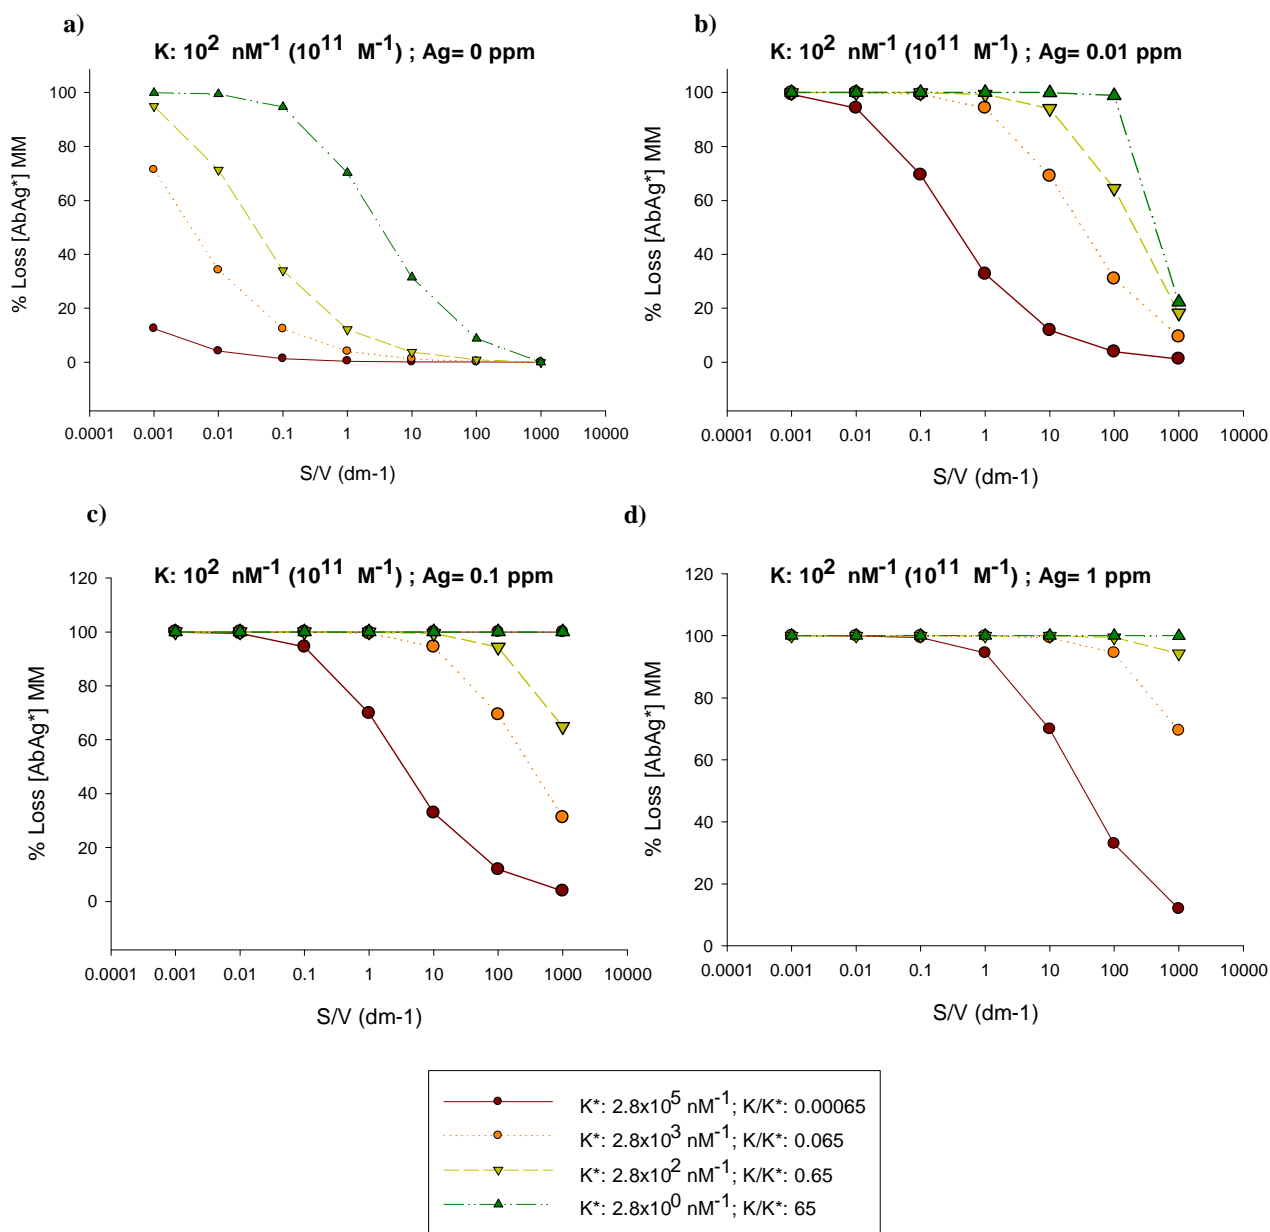 a)
K: 10² nM⁻¹ (10¹¹ M⁻¹) ; Ag= 0 ppm
% Loss [AbAg*] MM
100
80
60
40
20
0
0.0001 0.001 0.01 0.1 1 10 100 1000 10000
S/V (dm-1)
b)
K: 10² nM⁻¹ (10¹¹ M⁻¹) ; Ag= 0.01 ppm
% Loss [AbAg*] MM
100
80
60
40
20
0
0.0001 0.001 0.01 0.1 1 10 100 1000 10000
S/V (dm-1)
c)
K: 10² nM⁻¹ (10¹¹ M⁻¹) ; Ag= 0.1 ppm
% Loss [AbAg*] MM
120
100
80
60
40
20
0
0.0001 0.001 0.01 0.1 1 10 100 1000 10000
S/V (dm-1)
d)
K: 10² nM⁻¹ (10¹¹ M⁻¹) ; Ag= 1 ppm
% Loss [AbAg*] MM
120
100
80
60
40
20
0
0.0001 0.001 0.01 0.1 1 10 100 1000 10000
S/V (dm-1)
K*: 2.8x10⁵ nM⁻¹; K/K*: 0.00065
K*: 2.8x10³ nM⁻¹; K/K*: 0.065
K*: 2.8x10² nM⁻¹; K/K*: 0.65
K*: 2.8x10⁰ nM⁻¹; K/K*: 65